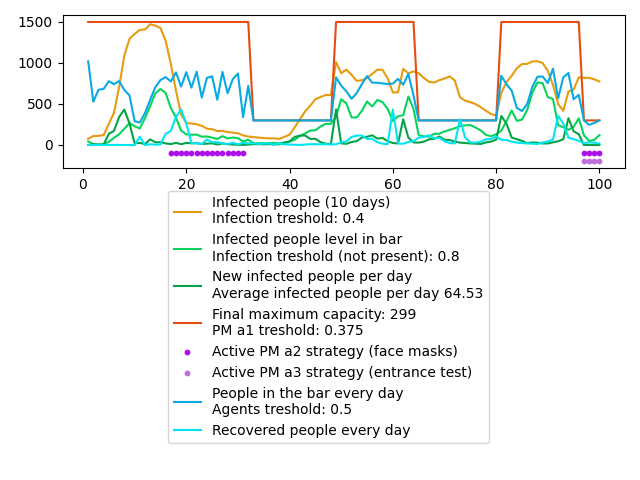 1500
1000
500
0
0 20 40 60 80 100
Infected people (10 days)
Infection treshold: 0.4
Infected people level in bar
Infection treshold (not present): 0.8
New infected people per day
Average infected people per day 64.53
Final maximum capacity: 299
PM a1 treshold: 0.375
Active PM a2 strategy (face masks)
Active PM a3 strategy (entrance test)
People in the bar every day
Agents treshold: 0.5
Recovered people every day